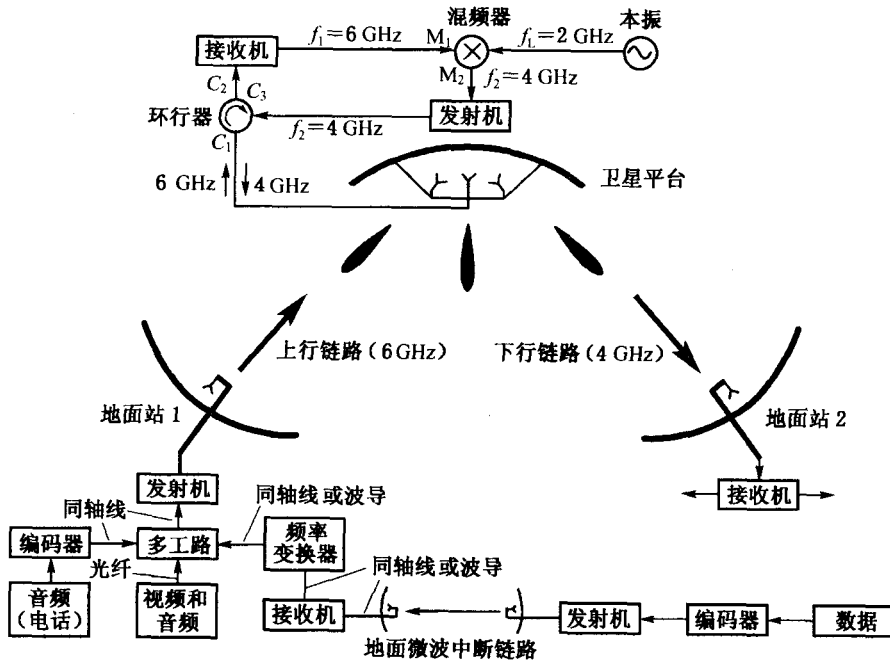 混频器
本振
接收机
f₁＝6 GHz
M₁
f_L＝2 GHz
C₂
C₃
M₂
f₂＝4 GHz
环行器
f₂＝4 GHz
发射机
C₁
6 GHz
4 GHz
卫星平台
上行链路（6 GHz）
下行链路（4 GHz）
地面站 1
地面站 2
发射机
接收机
同轴线
同轴线或波导
编码器
多工路
频率
变换器
光纤
同轴线或波导
音频
（电话）
视频和
音频
接收机
发射机
编码器
数据
地面微波中断链路